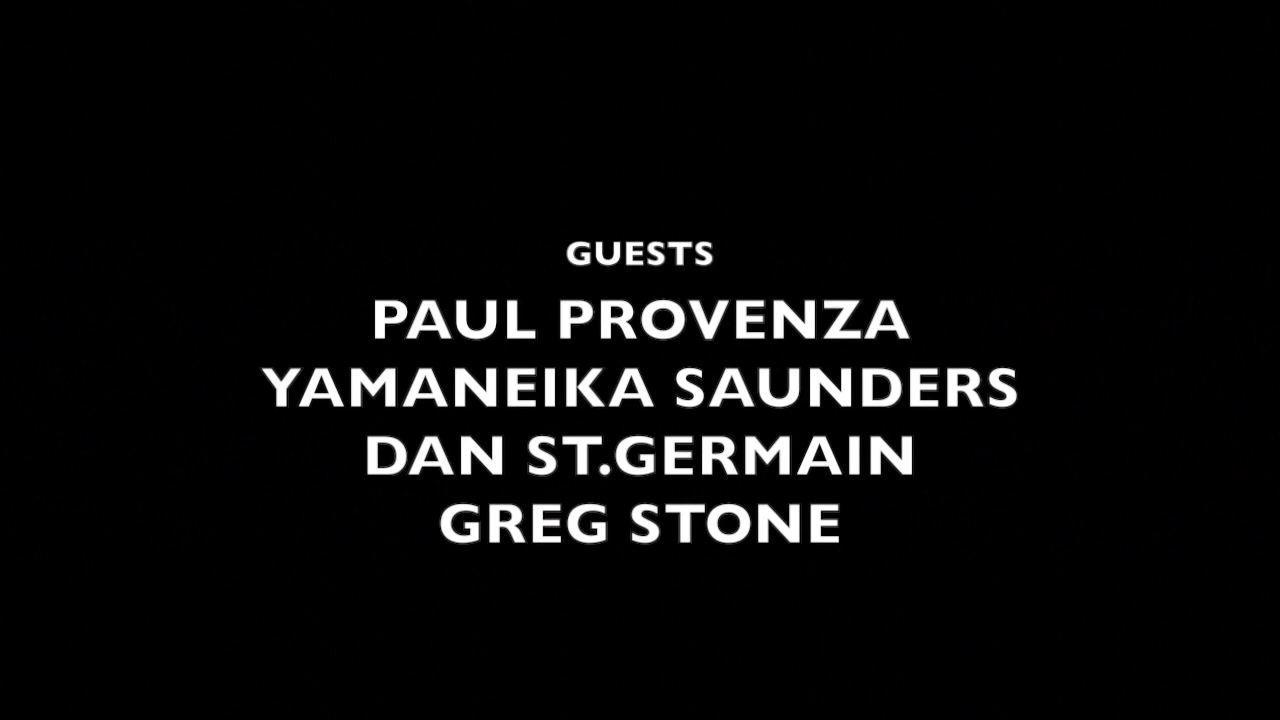 GUESTS
PAUL PROVENZA
YAMANEIKA SAUNDERS
DAN ST.GERMAIN
GREG STONE